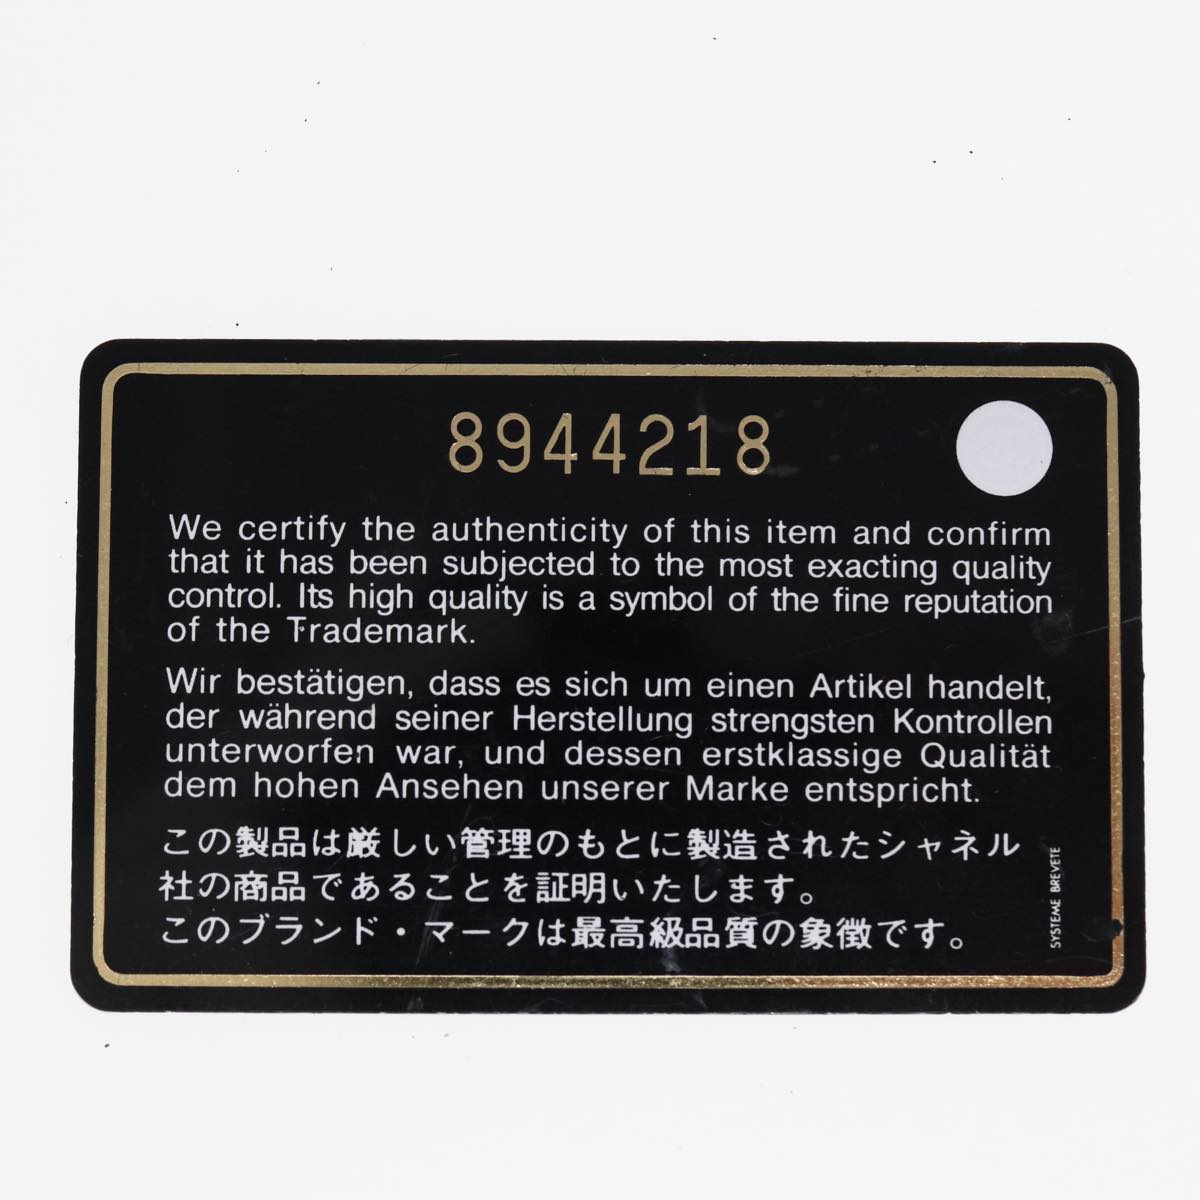 8944218
We certify the authenticity of this item and confirm
that it has been subjected to the most exacting quality
control. Its high quality is a symbol of the fine reputation
of the Trademark.
Wir bestätigen, dass es sich um einen Artikel handelt,
der während seiner Herstellung strengsten Kontrollen
unterworfen war, und dessen erstklassige Qualität
dem hohen Ansehen unserer Marke entspricht.
この製品は厳しい管理のもとに製造されたシャネル
社の商品であることを証明いたします。
このブランド・マークは最高級品質の象徴です。
SYSTEME BREVETE